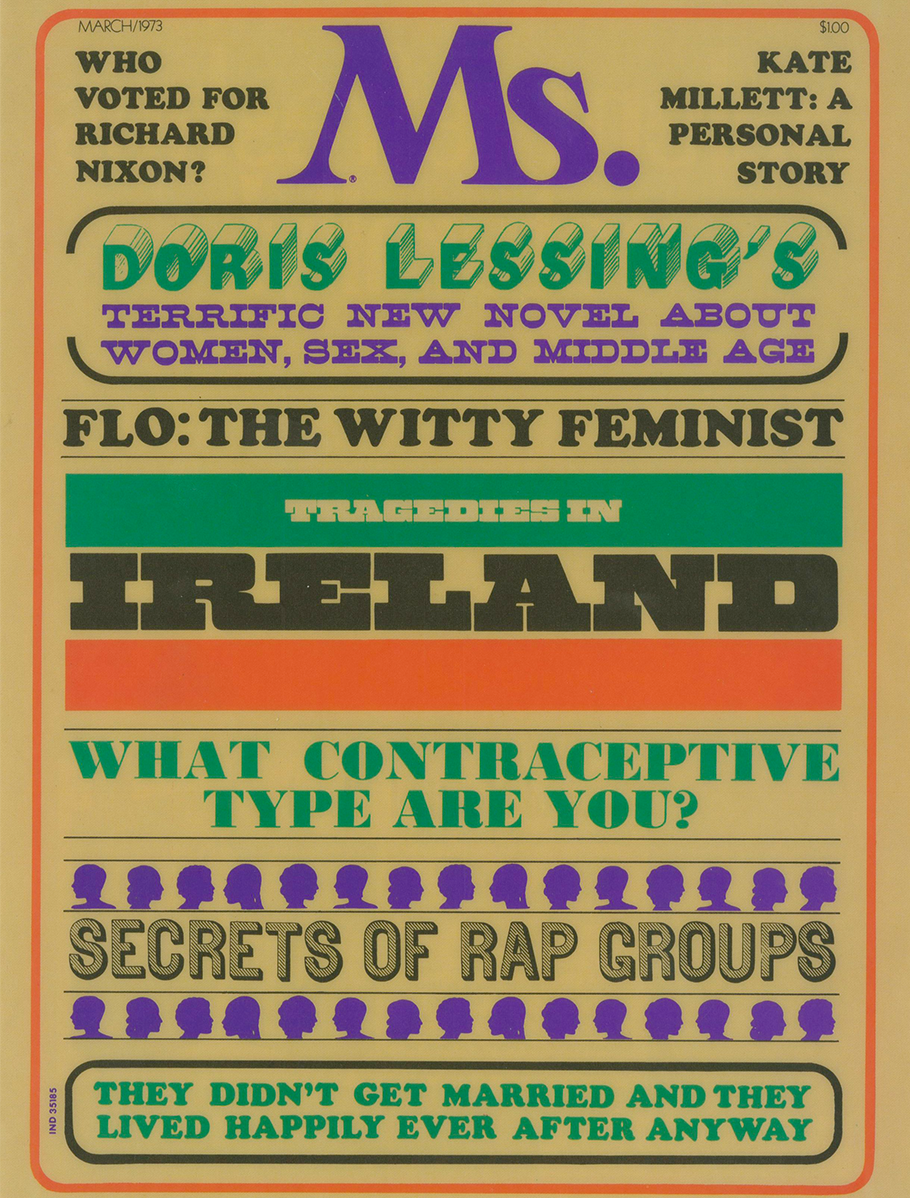 MARCH/1973
$1.00
WHO
VOTED FOR
RICHARD
NIXON?
Ms.
KATE
MILLETT: A
PERSONAL
STORY
DORIS LESSING'S
TERRIFIC NEW NOVEL ABOUT
WOMEN, SEX, AND MIDDLE AGE
FLO: THE WITTY FEMINIST
TRAGEDIES IN
IRELAND
WHAT CONTRACEPTIVE
TYPE ARE YOU?
SECRETS OF RAP GROUPS
THEY DIDN'T GET MARRIED AND THEY
LIVED HAPPILY EVER AFTER ANYWAY
IND 35185